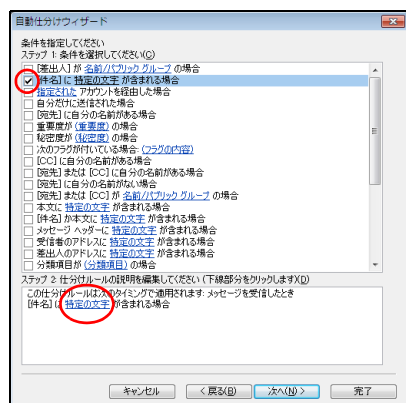 自動仕分けウィザード
条件を指定してください
ステップ 1: 条件を選択してください(C)
[差出人] が 名前/パブリック グループ の場合
[件名] に 特定の文字 が含まれる場合
指定された アカウントを経由した場合
自分だけに送信された場合
[宛先] に自分の名前がある場合
重要度が (重要度) の場合
秘密度が (秘密度) の場合
次のフラグが付いている場合: (フラグの内容)
[CC] に自分の名前がある場合
[宛先] または [CC] に自分の名前がある場合
[宛先] に自分の名前がない場合
[宛先] または [CC] が 名前/パブリック グループ の場合
本文に 特定の文字 が含まれる場合
[件名] か本文に 特定の文字 が含まれる場合
メッセージ ヘッダーに 特定の文字 が含まれる場合
受信者のアドレスに 特定の文字 が含まれる場合
差出人のアドレスに 特定の文字 が含まれる場合
分類項目が (分類項目) の場合
ステップ 2: 仕分けルールの説明を編集してください (下線部分をクリックします)(D)
この仕分けルールは次のタイミングで適用されます: メッセージを受信したとき
[件名] に 特定の文字 が含まれる場合
キャンセル < 戻る(B) 次へ(N) > 完了